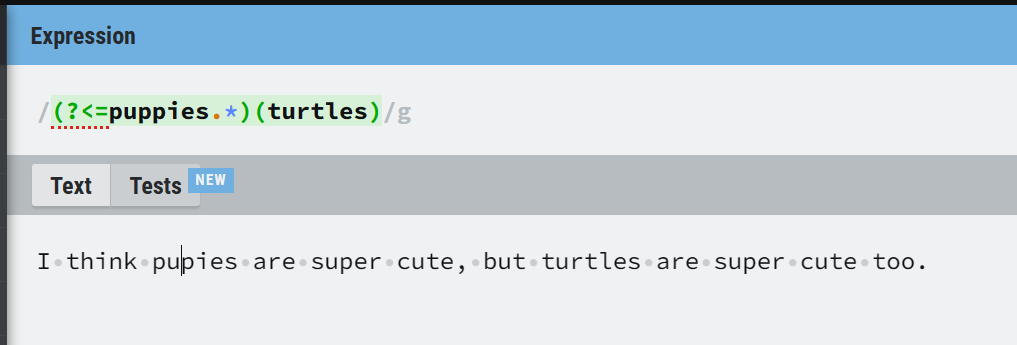 Expression
/(?<=puppies.*)(turtles)/g
Text Tests NEW
I·think·pupies·are·super·cute,·but·turtles·are·super·cute·too.